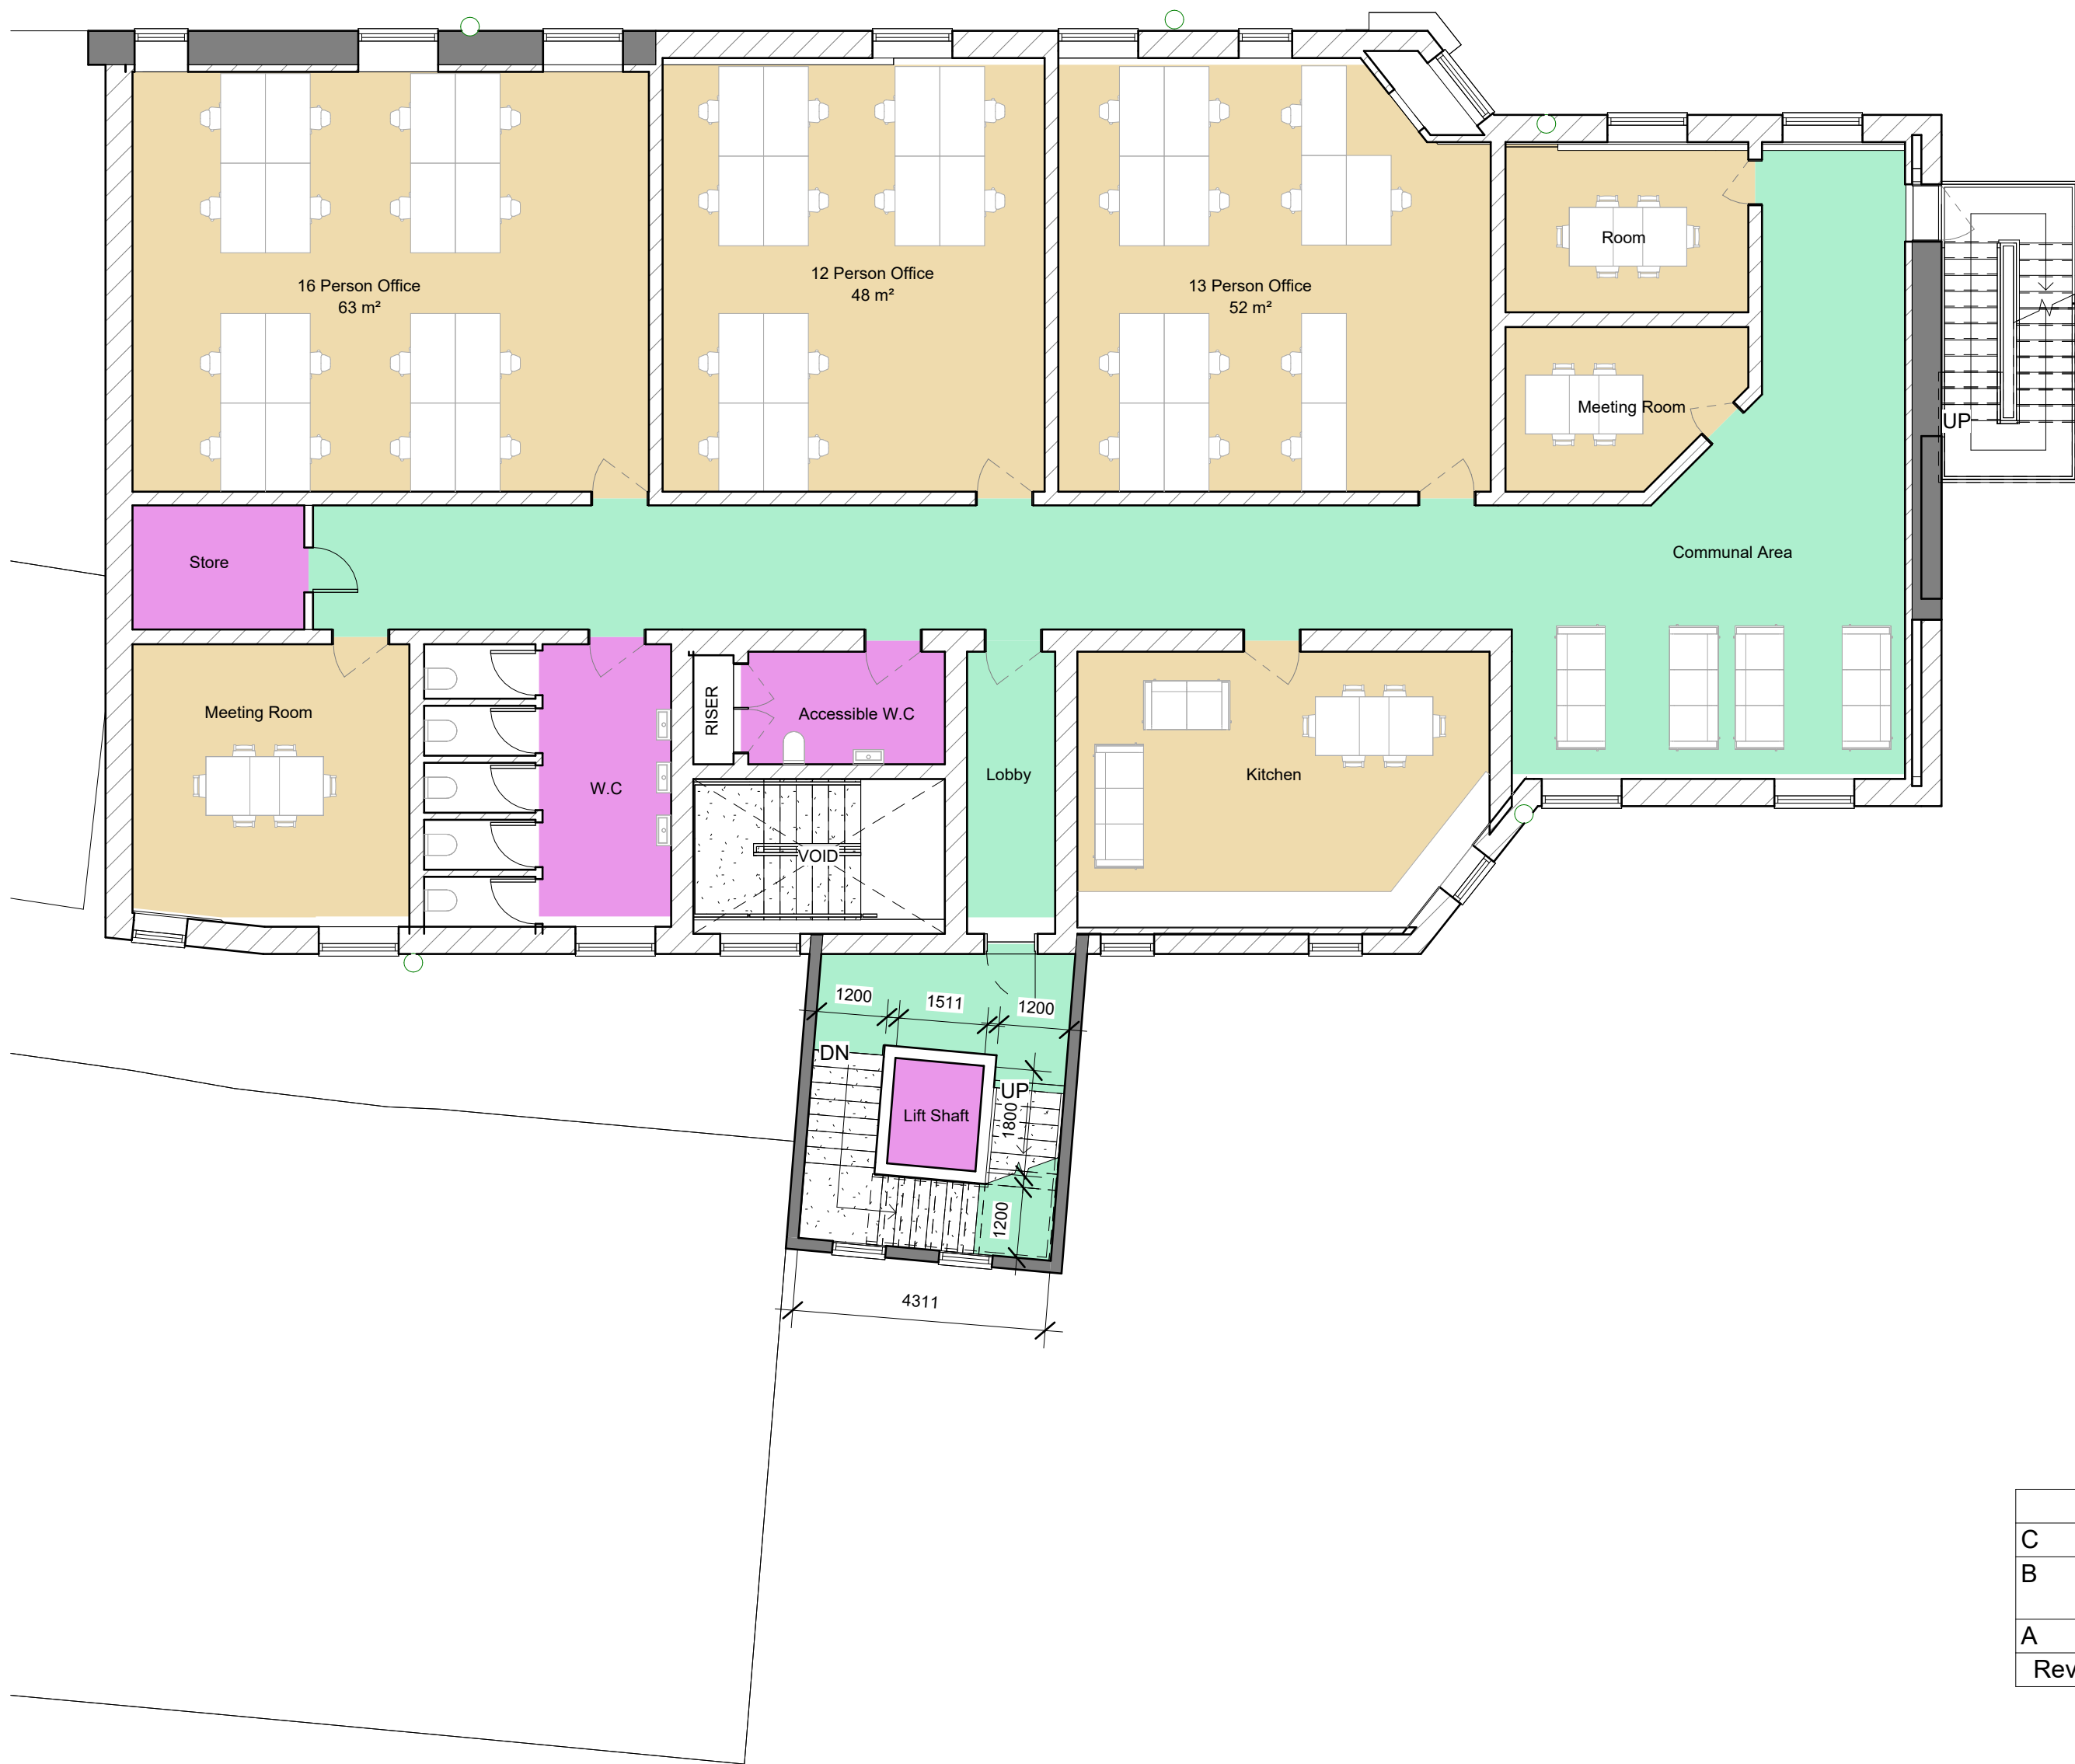 16 Person Office
63 m²
12 Person Office
48 m²
13 Person Office
52 m²
Room
Meeting Room
UP
Store
Communal Area
Meeting Room
W.C
RISER
Accessible W.C
VOID
Lobby
Kitchen
1200
1511
1200
DN
UP
1800
Lift Shaft
1200
4311
C
B
A
Rev